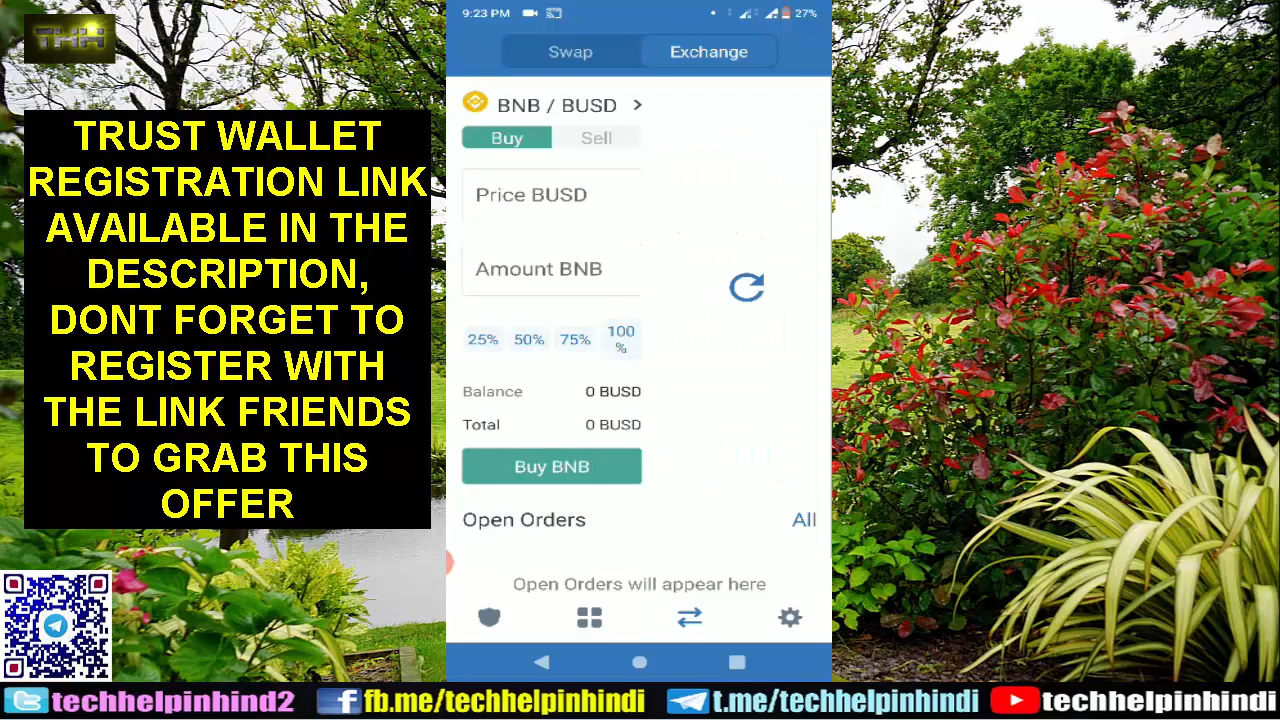 THH
TRUST WALLET
REGISTRATION LINK
AVAILABLE IN THE
DESCRIPTION,
DONT FORGET TO
REGISTER WITH
THE LINK FRIENDS
TO GRAB THIS
OFFER
9:23 PM
27%
Swap
Exchange
BNB / BUSD >
Buy
Sell
Price BUSD
Amount BNB
25%
50%
75%
100
%
Balance
0 BUSD
Total
0 BUSD
Buy BNB
Open Orders
All
Open Orders will appear here
techhelpinhind2
fb.me/techhelpinhindi
t.me/techhelpinhindi
techhelpinhindi